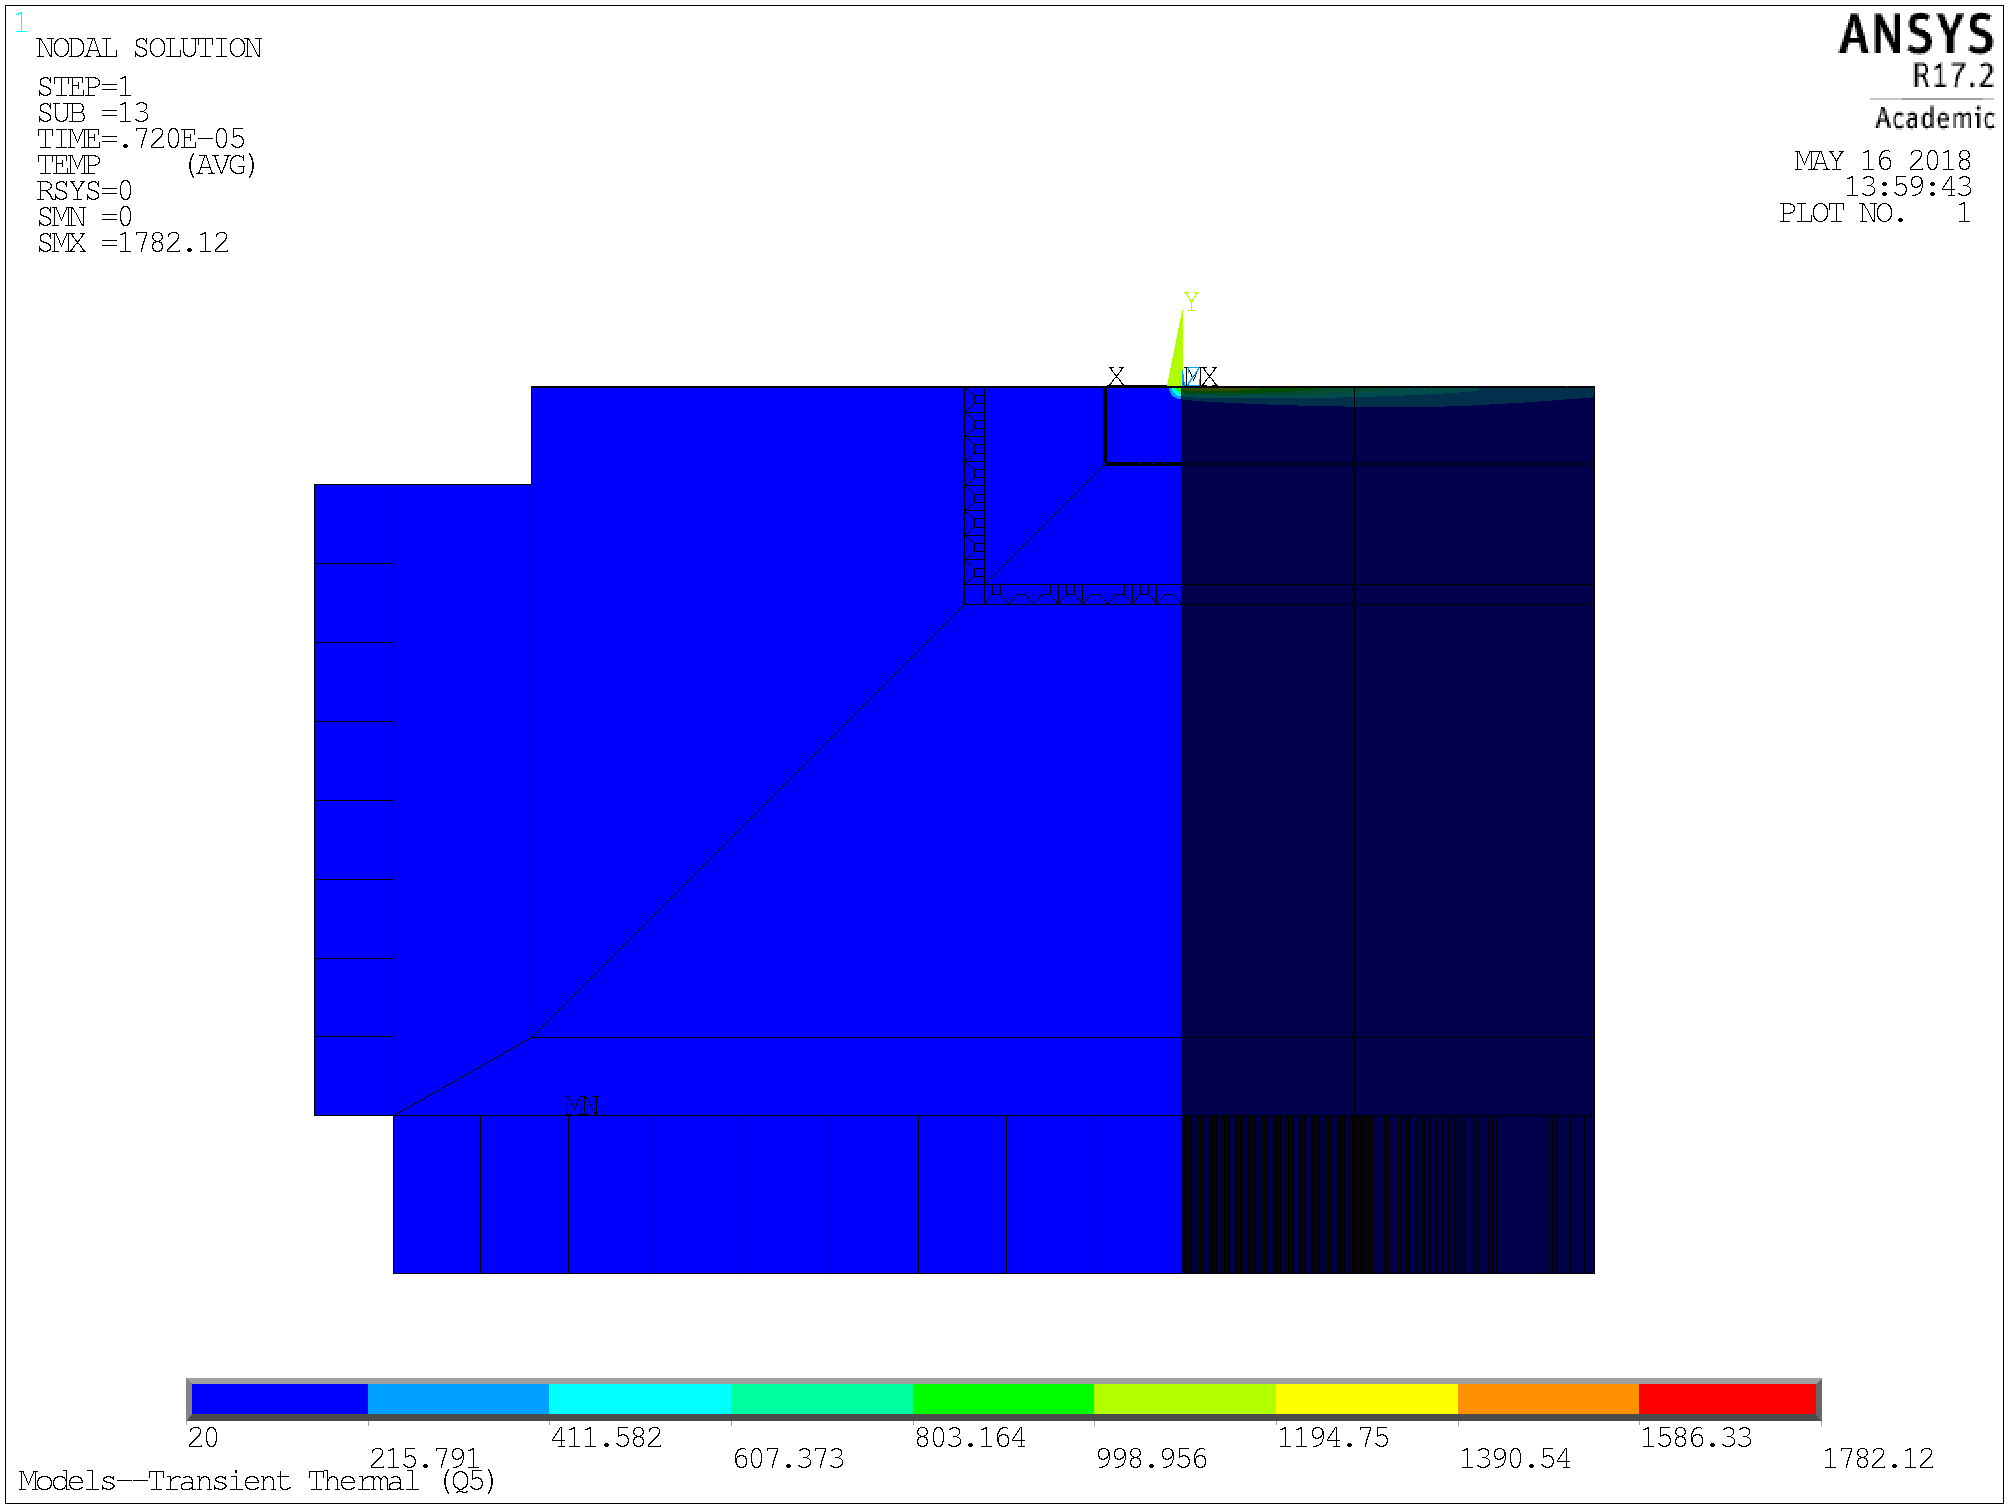 1
NODAL SOLUTION
STEP=1
SUB =13
TIME=.720E-05
TEMP (AVG)
RSYS=0
SMN =0
SMX =1782.12
ANSYS
R17.2
Academic
MAY 16 2018
13:59:43
PLOT NO. 1
Y
X
MX
MN
20
215.791
411.582
607.373
803.164
998.956
1194.75
1390.54
1586.33
1782.12
Models--Transient Thermal (Q5)